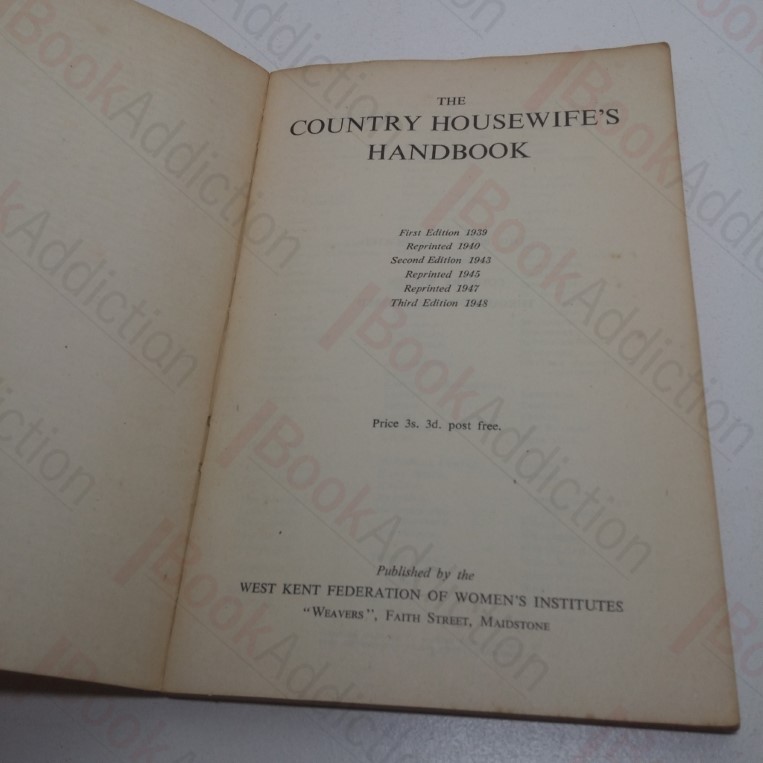 THE
COUNTRY HOUSEWIFE'S
HANDBOOK
First Edition 1939
Reprinted 1940
Second Edition 1943
Reprinted 1945
Reprinted 1947
Third Edition 1948
Price 3s. 3d. post free.
Published by the
WEST KENT FEDERATION OF WOMEN'S INSTITUTES
"WEAVERS", FAITH STREET, MAIDSTONE
BookAddiction